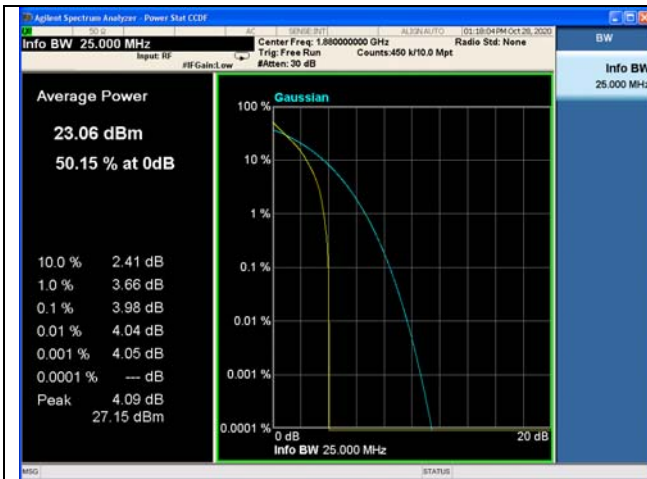 Agilent Spectrum Analyzer - Power Stat CCDF
50 Ω AC SENSE:INT ALIGN AUTO 01:18:04 PM Oct 28, 2020
Info BW 25.000 MHz
Center Freq: 1.880000000 GHz
Radio Std: None
Input: RF
Trig: Free Run
Counts:450 k/10.0 Mpt
#IFGain:Low
#Atten: 30 dB
BW
Info BW
25.000 MHz
Average Power
23.06 dBm
50.15 % at 0dB
10.0 % 2.41 dB
1.0 % 3.66 dB
0.1 % 3.98 dB
0.01 % 4.04 dB
0.001 % 4.05 dB
0.0001 % --- dB
Peak 4.09 dB
27.15 dBm
Gaussian
100 %
10 %
1 %
0.1 %
0.01 %
0.001 %
0.0001 %
0 dB
20 dB
Info BW 25.000 MHz
MSG
STATUS